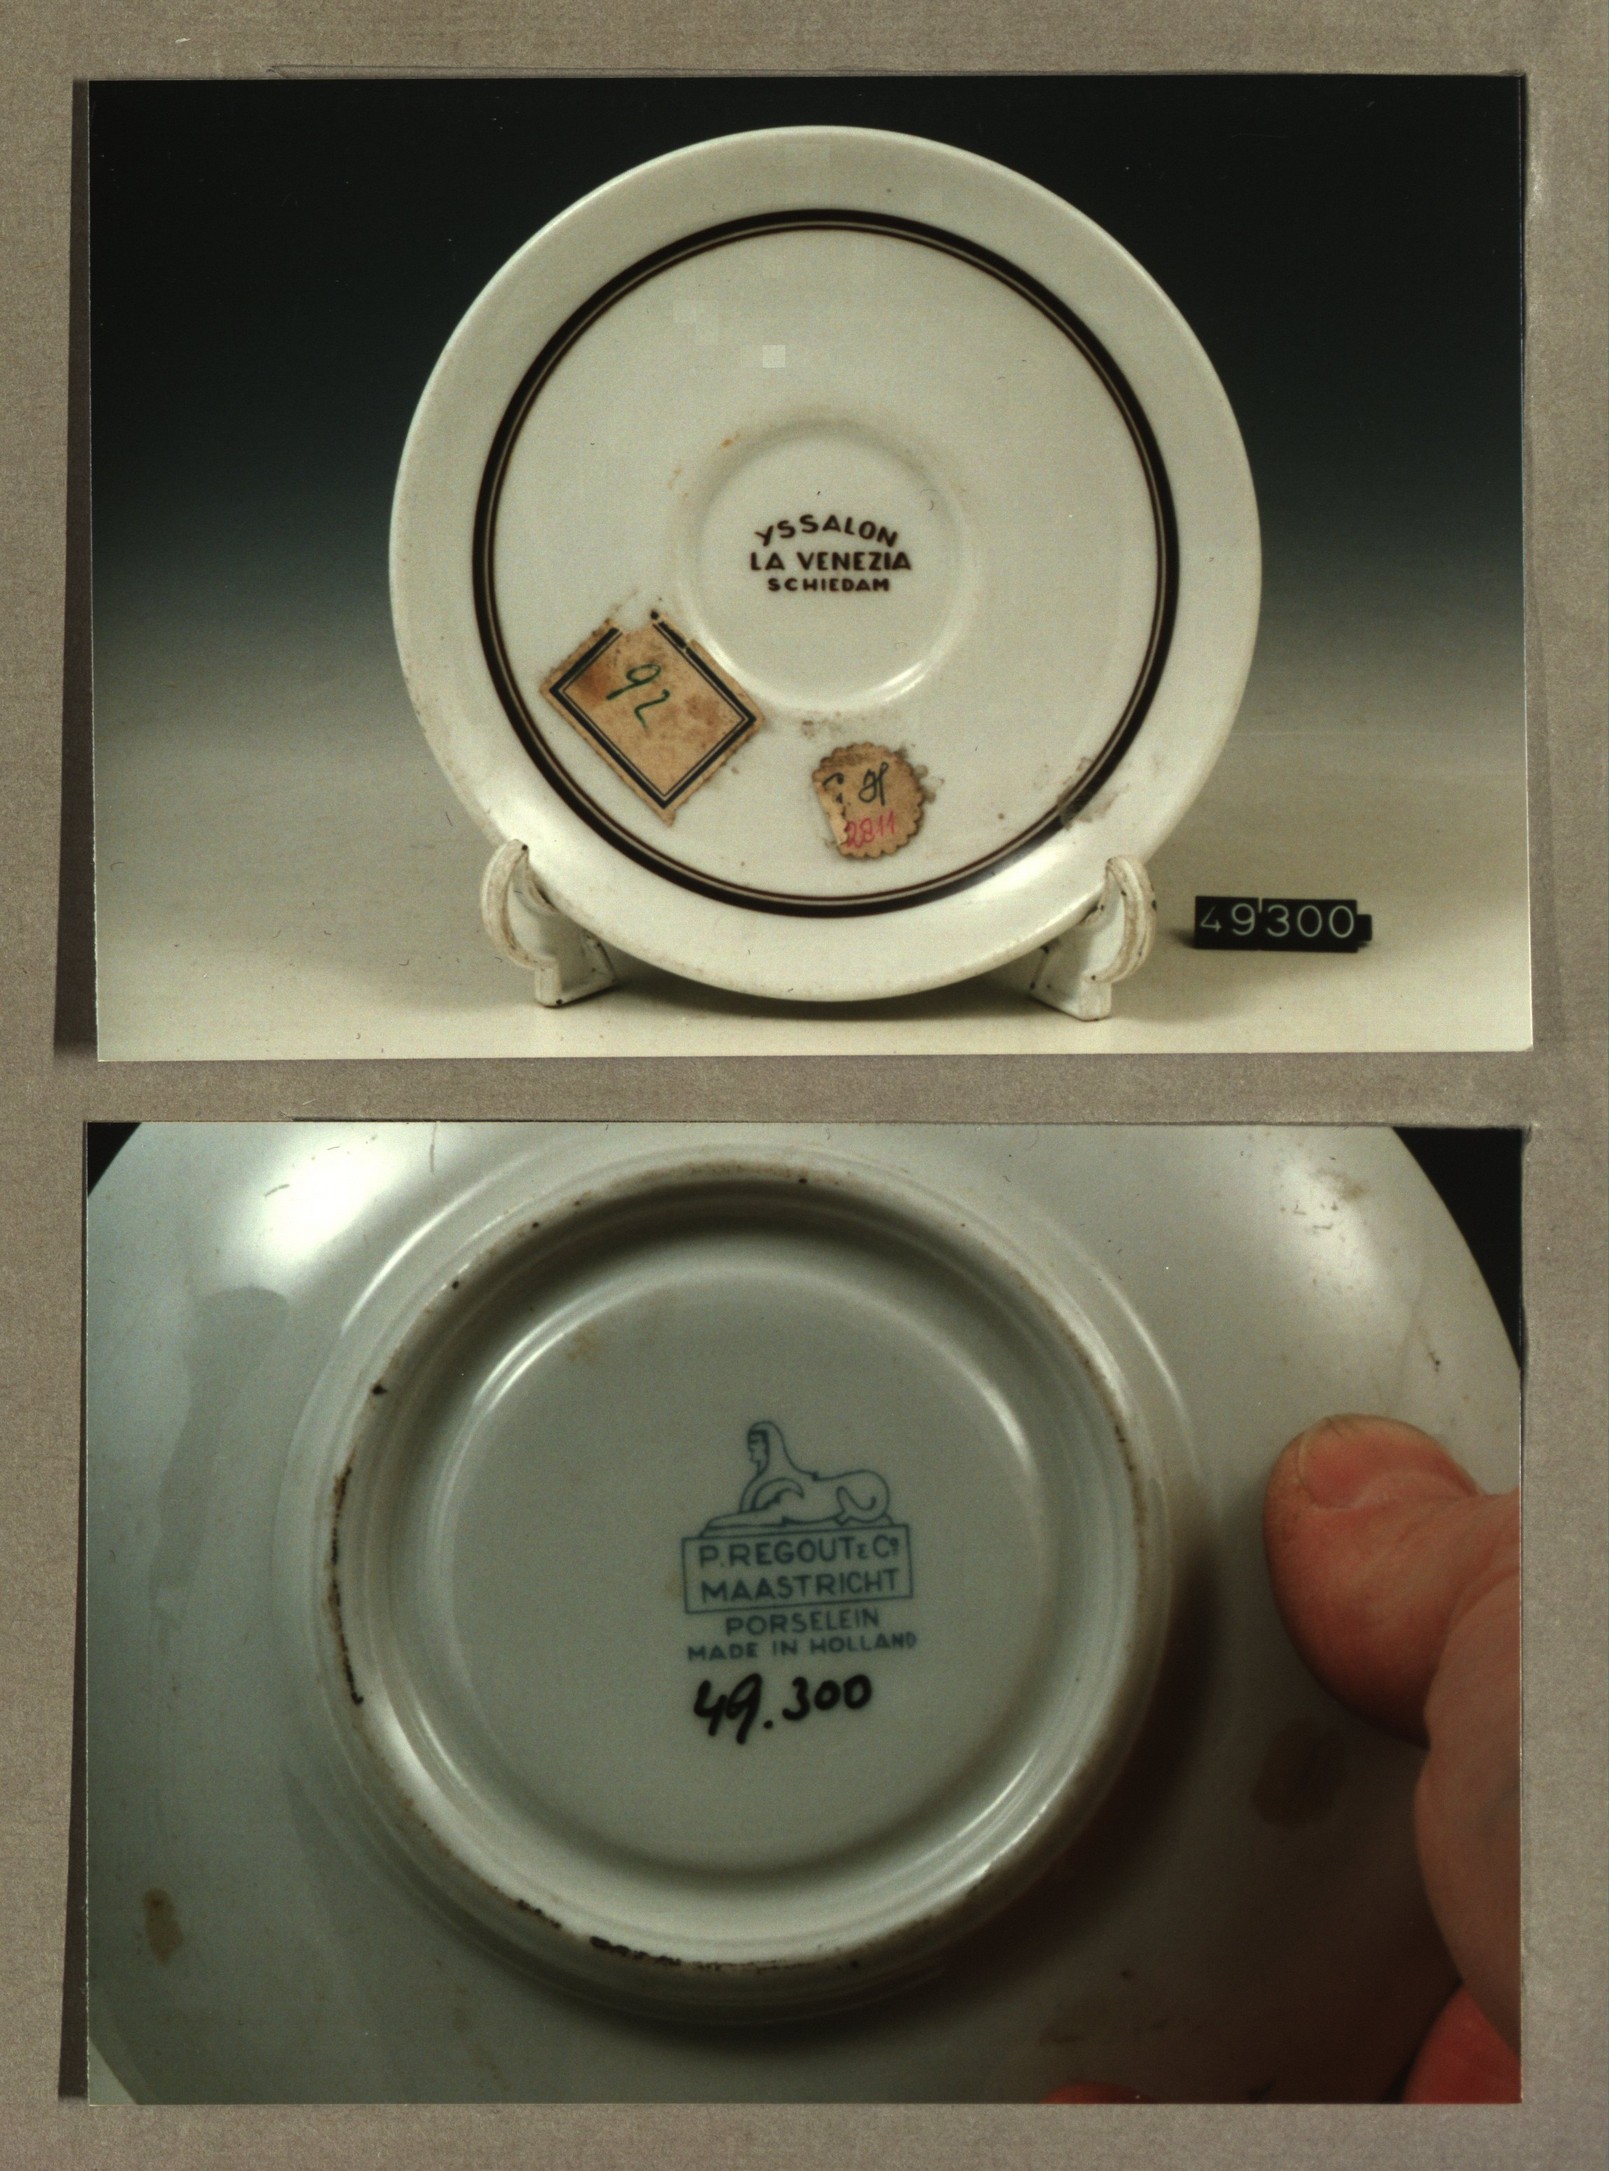 YSSALON
LA VENEZIA
SCHIEDAM
92
2811
49300
P. REGOUT & Co
MAASTRICHT
PORSELEIN
MADE IN HOLLAND
49.300